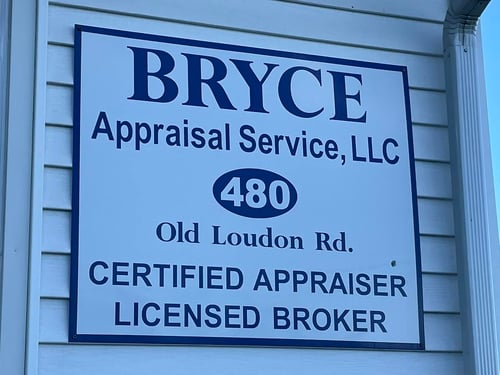 BRYCE
Appraisal Service, LLC
480
Old Loudon Rd.
CERTIFIED APPRAISER
LICENSED BROKER